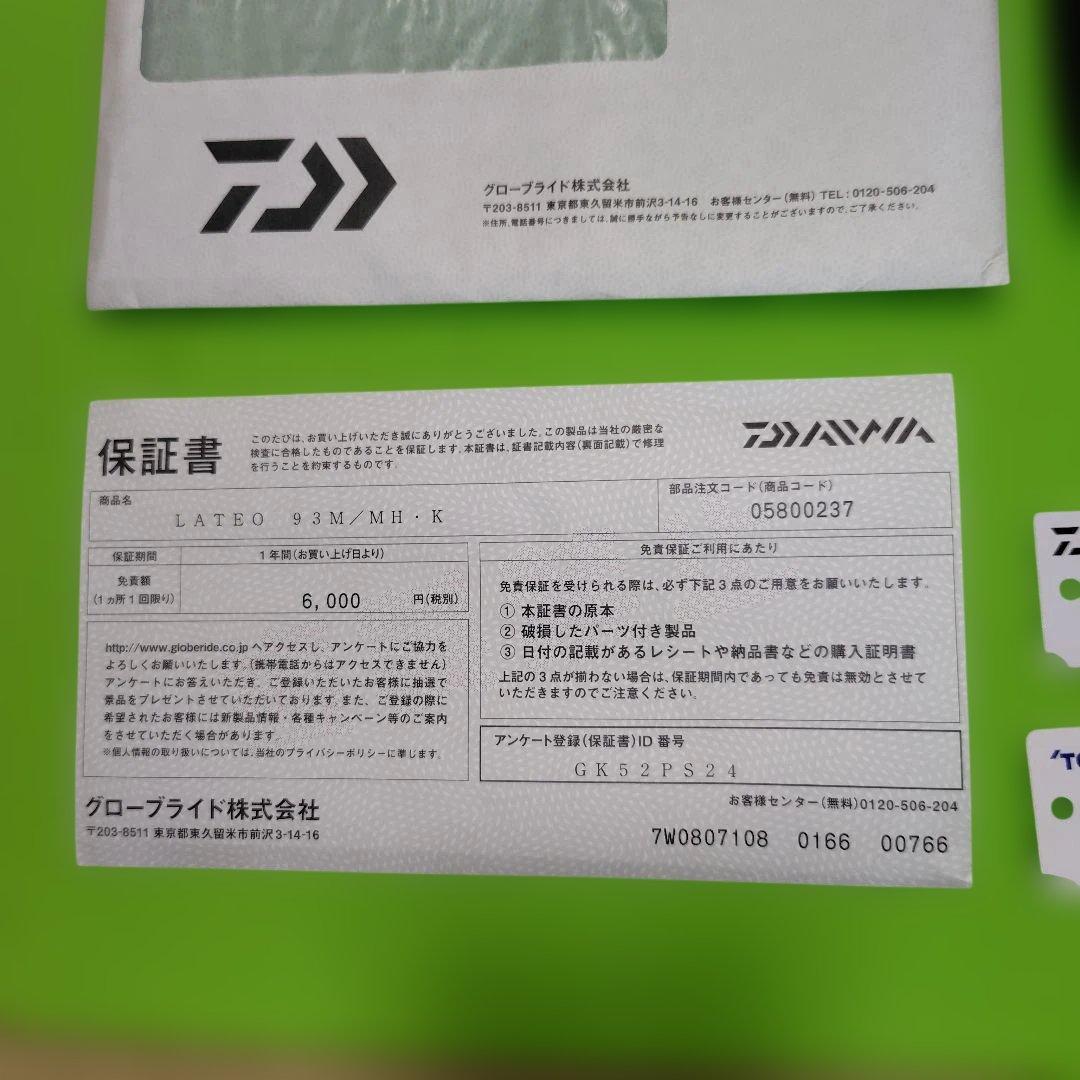 グローブライド株式会社
〒203-8511 東京都東久留米市前沢3-14-16 お客様センター(無料) TEL:0120-506-204
※住所、電話番号につきましては、誠に勝手ながら予告なしに変更することがございますので、ご了承ください。
保証書
このたびは、お買い上げいただき誠にありがとうございました。この製品は当社の厳密な
検査に合格したものであることを保証します。本証書は、証書記載内容(裏面記載)で修理
を行うことを約束するものです。
DAIWA
商品名
LATEO 93M/MH・K
部品注文コード(商品コード)
05800237
保証期間
1年間(お買い上げ日より)
免責額
(1ヵ所1回限り)
6,000 円(税別)
http://www.globeride.co.jp へアクセスし、アンケートにご協力を
よろしくお願いいたします。(携帯電話からはアクセスできません)
アンケートにお答えいただき、ご登録いただいたお客様に抽選で
景品をプレゼントさせていただいております。また、ご登録の際に
希望されたお客様には新製品情報・各種キャンペーン等のご案内
をさせていただく場合があります。
※個人情報の取り扱いについては、当社のプライバシーポリシーに準じます。
免責保証ご利用にあたり
免責保証を受けられる際は、必ず下記3点のご用意をお願いいたします。
① 本証書の原本
② 破損したパーツ付き製品
③ 日付の記載があるレシートや納品書などの購入証明書
上記の3点が揃わない場合は、保証期間内であっても免責は無効とさせて
いただきますのでご注意ください。
アンケート登録(保証書)ID番号
GK52PS24
グローブライド株式会社
〒203-8511 東京都東久留米市前沢3-14-16
お客様センター(無料)0120-506-204
7W0807108 0166 00766